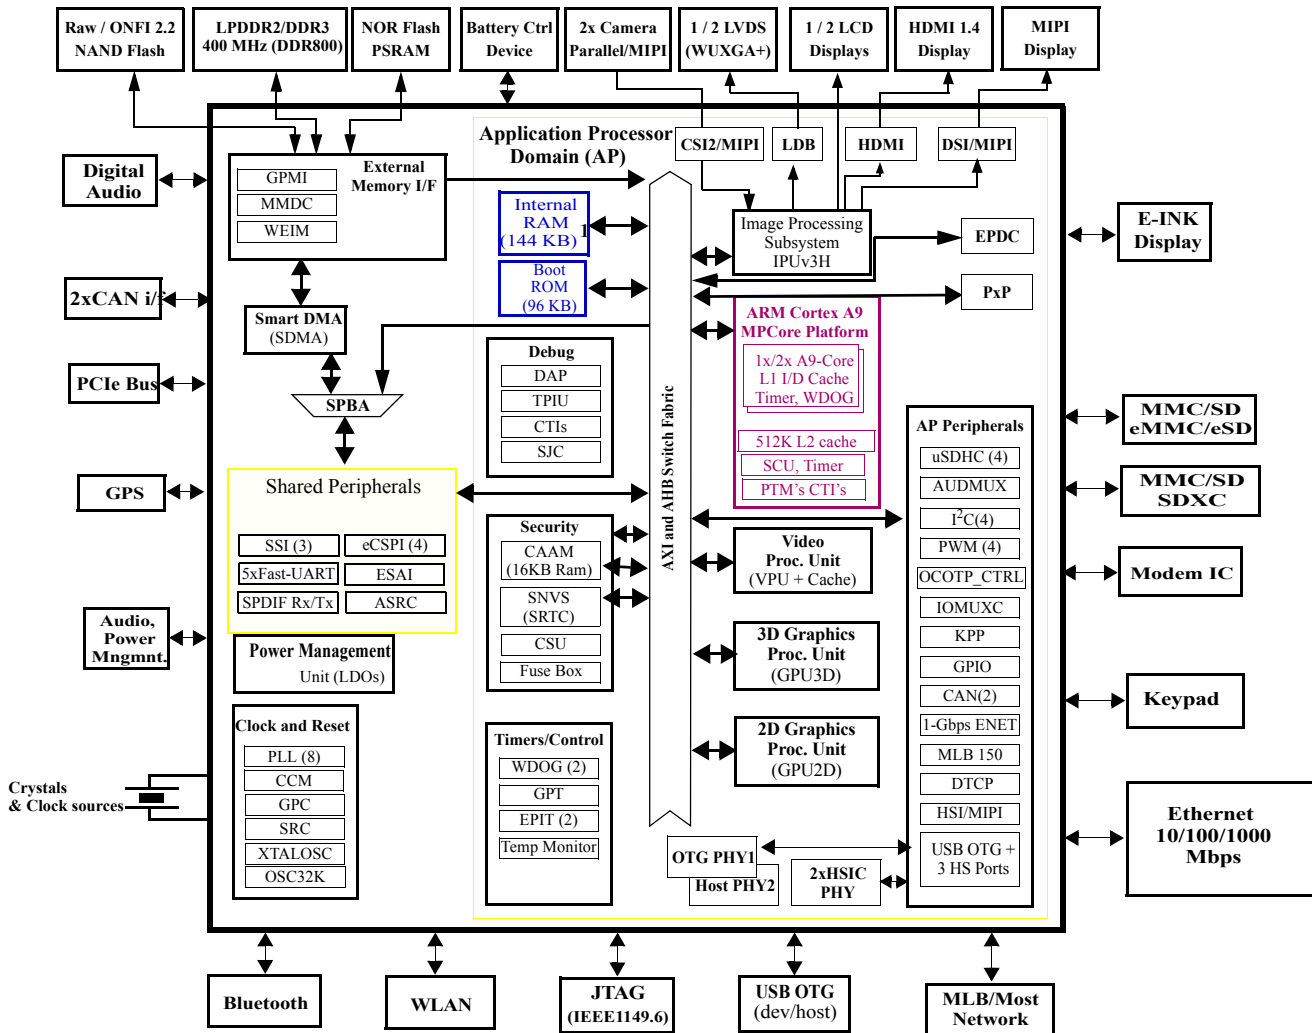 Raw / ONFI 2.2
NAND Flash
LPDDR2/DDR3
400 MHz (DDR800)
NOR Flash
PSRAM
Battery Ctrl
Device
2x Camera
Parallel/MIPI
1 / 2 LVDS
(WUXGA+)
1 / 2 LCD
Displays
HDMI 1.4
Display
MIPI
Display
Digital
Audio
2xCAN i/f
PCIe Bus
GPS
Audio,
Power
Mngmnt.
Crystals
& Clock sources
External
Memory I/F
GPMI
MMDC
WEIM
Smart DMA
(SDMA)
SPBA
Shared Peripherals
SSI (3)
eCSPI (4)
5xFast-UART
ESAI
SPDIF Rx/Tx
ASRC
Power Management
Unit (LDOs)
Clock and Reset
PLL (8)
CCM
GPC
SRC
XTALOSC
OSC32K
Application Processor
Domain (AP)
CSI2/MIPI
LDB
HDMI
DSI/MIPI
Internal
RAM
(144 KB)
1
Boot
ROM
(96 KB)
Debug
DAP
TPIU
CTIs
SJC
Security
CAAM
(16KB Ram)
SNVS
(SRTC)
CSU
Fuse Box
Timers/Control
WDOG (2)
GPT
EPIT (2)
Temp Monitor
AXI and AHB Switch Fabric
Image Processing
Subsystem
IPUv3H
EPDC
PxP
ARM Cortex A9
MPCore Platform
1x/2x A9-Core
L1 I/D Cache
Timer, WDOG
512K L2 cache
SCU, Timer
PTM's CTI's
Video
Proc. Unit
(VPU + Cache)
3D Graphics
Proc. Unit
(GPU3D)
2D Graphics
Proc. Unit
(GPU2D)
OTG PHY1
Host PHY2
2xHSIC
PHY
AP Peripherals
uSDHC (4)
AUDMUX
I²C(4)
PWM (4)
OCOTP_CTRL
IOMUXC
KPP
GPIO
CAN(2)
1-Gbps ENET
MLB 150
DTCP
HSI/MIPI
USB OTG +
3 HS Ports
E-INK
Display
MMC/SD
eMMC/eSD
MMC/SD
SDXC
Modem IC
Keypad
Ethernet
10/100/1000
Mbps
Bluetooth
WLAN
JTAG
(IEEE1149.6)
USB OTG
(dev/host)
MLB/Most
Network